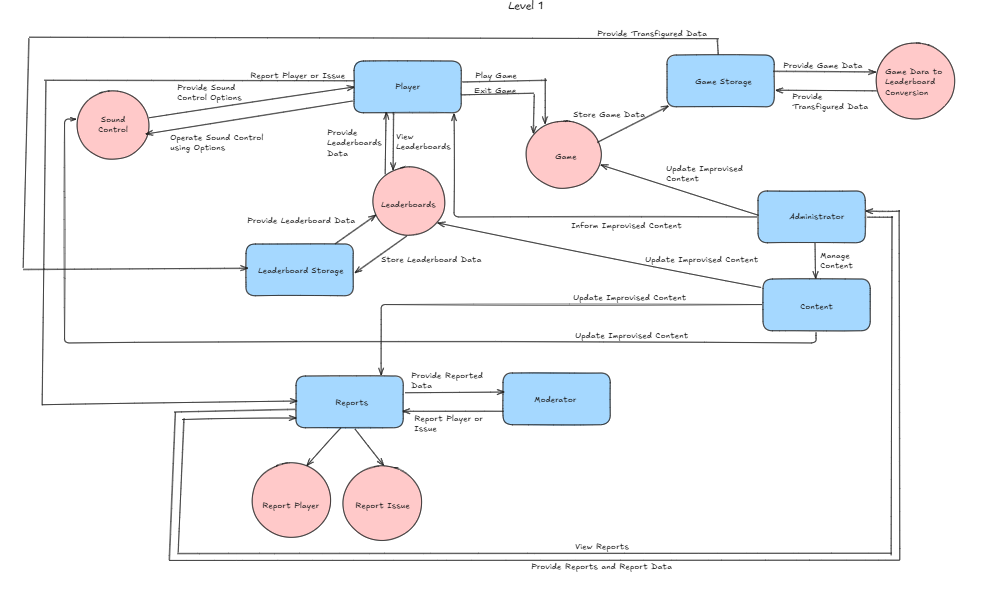 Level 1
Provide Transfigured Data
Report Player or Issue
Provide Sound
Control Options
Player
Play Game
Exit Game
Game Storage
Provide Game Data
Game Dara to
Leaderboard
Conversion
Provide
Transfigured Data
Sound
Control
Operate Sound Control
using Options
Provide
Leaderboards
Data
View
Leaderboards
Store Game Data
Game
Update Improvised
Content
Leaderboards
Provide Leaderboard Data
Administrator
Inform Improvised Content
Leaderboard Storage
Store Leaderboard Data
Update Improvised Content
Manage
Content
Update Improvised Content
Content
Update Improvised Content
Provide Reported
Data
Reports
Moderator
Report Player or
Issue
Report Player
Report Issue
View Reports
Provide Reports and Report Data